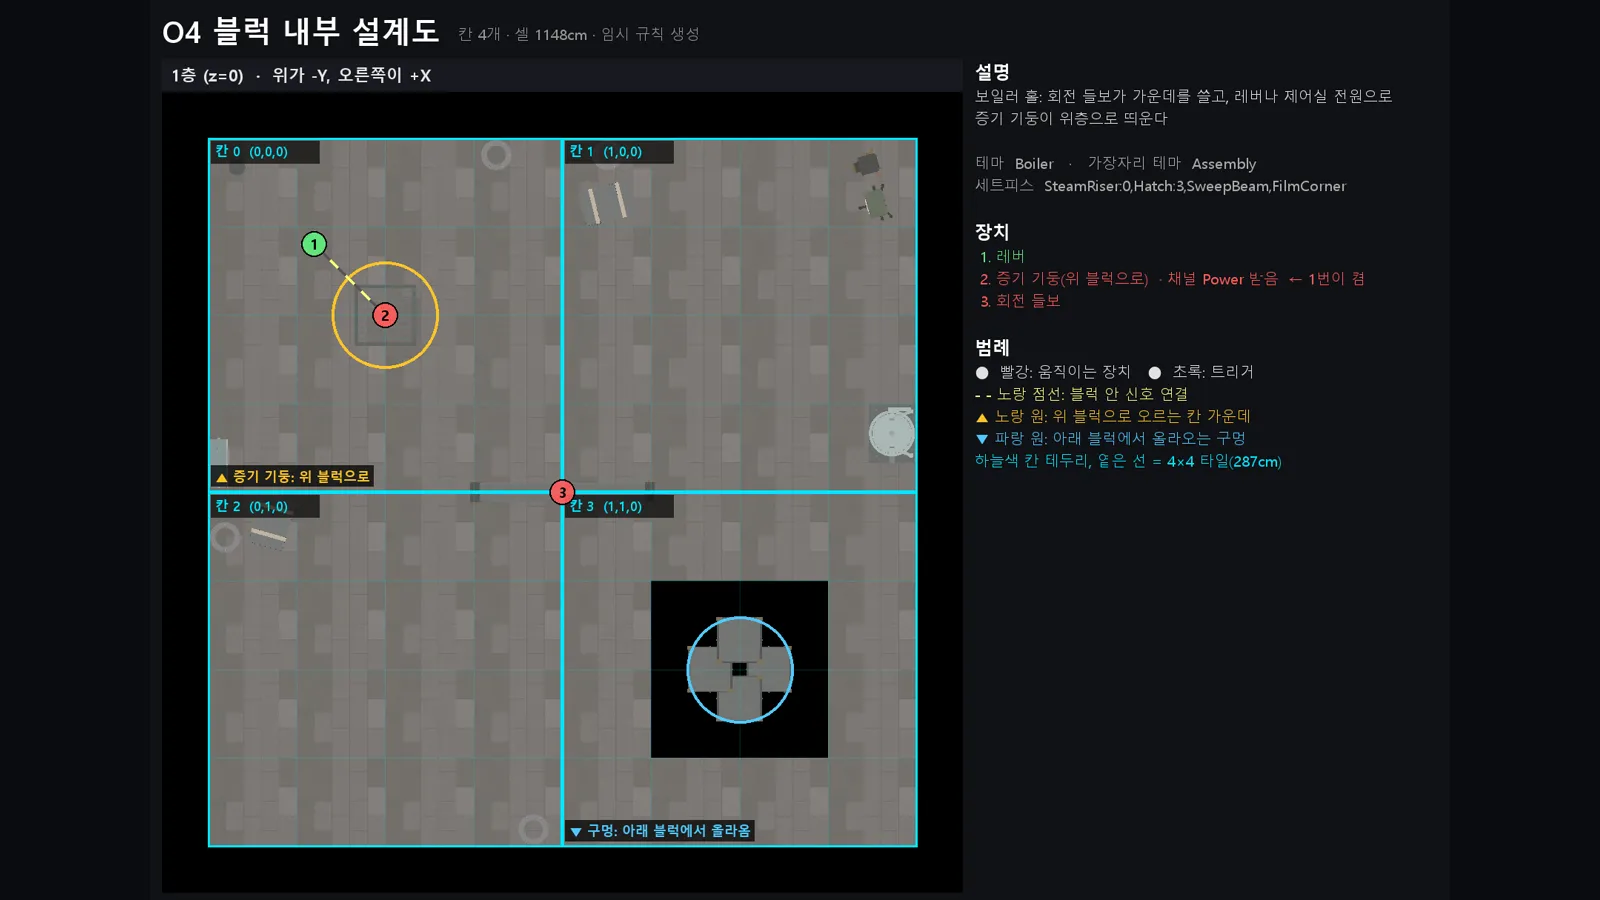 O4 블럭 내부 설계도 칸 4개 · 셀 1148cm · 임시 규칙 생성
1층 (z=0) · 위가 -Y, 오른쪽이 +X
칸 0 (0,0,0)
칸 1 (1,0,0)
1
2
▲ 증기 기둥: 위 블럭으로
3
칸 2 (0,1,0)
칸 3 (1,1,0)
▼ 구멍: 아래 블럭에서 올라옴
설명
보일러 홀: 회전 들보가 가운데를 쓸고, 레버나 제어실 전원으로
증기 기둥이 위층으로 띄운다
테마 Boiler · 가장자리 테마 Assembly
세트피스 SteamRiser:0,Hatch:3,SweepBeam,FilmCorner
장치
1. 레버
2. 증기 기둥(위 블럭으로) · 채널 Power 받음 ← 1번이 켬
3. 회전 들보
범례
● 빨강: 움직이는 장치 ● 초록: 트리거
- - 노랑 점선: 블럭 안 신호 연결
▲ 노랑 원: 위 블럭으로 오르는 칸 가운데
▼ 파랑 원: 아래 블럭에서 올라오는 구멍
하늘색 칸 테두리, 옅은 선 = 4×4 타일(287cm)